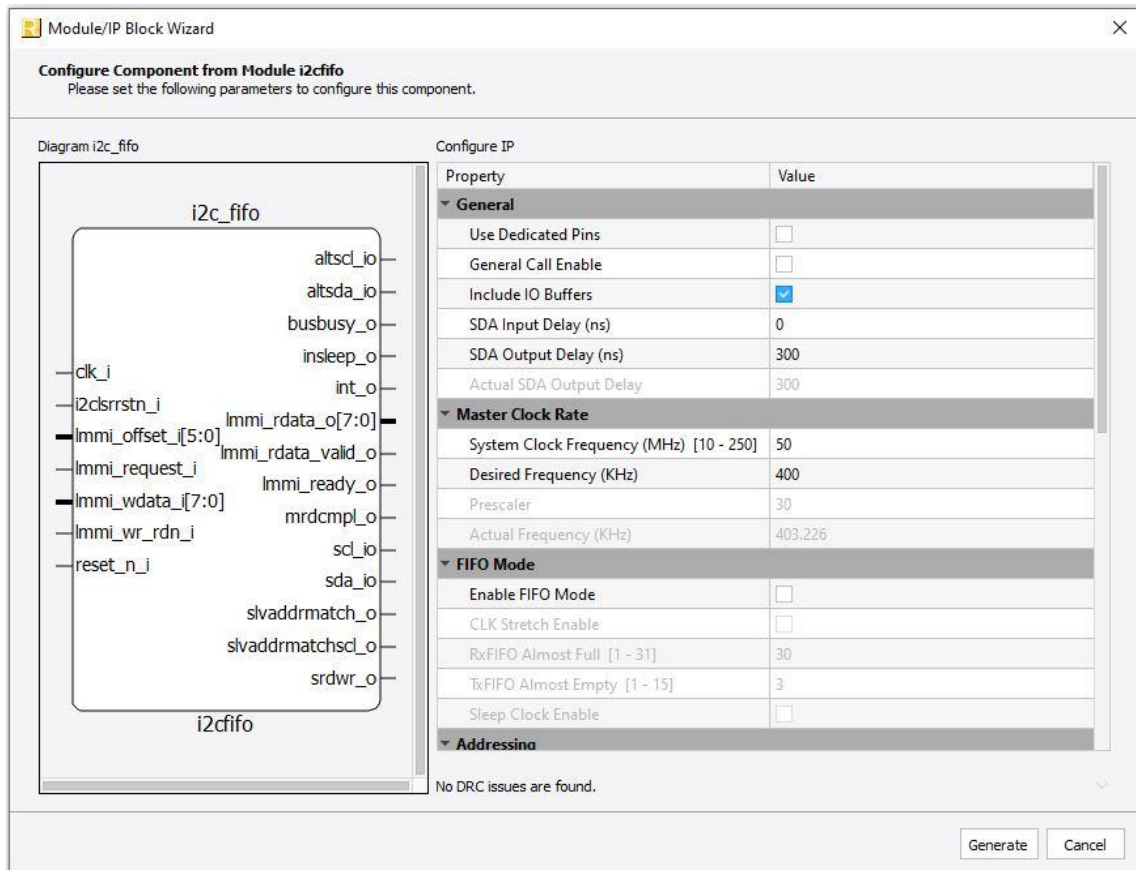 Module/IP Block Wizard
Configure Component from Module i2cfifo
Please set the following parameters to configure this component.
Diagram i2c_fifo
i2c_fifo
altscl_io
altsda_io
busbusy_o
insleep_o
clk_i
int_o
i2clsrrstn_i
lmmi_rdata_o[7:0]
lmmi_offset_i[5:0]
lmmi_rdata_valid_o
lmmi_request_i
lmmi_ready_o
lmmi_wdata_i[7:0]
mrdcmpl_o
lmmi_wr_rdn_i
scl_io
reset_n_i
sda_io
slvaddrmatch_o
slvaddrmatchscl_o
srdwr_o
i2cfifo
Configure IP
Property Value
General
Use Dedicated Pins
General Call Enable
Include IO Buffers
SDA Input Delay (ns) 0
SDA Output Delay (ns) 300
Actual SDA Output Delay 300
Master Clock Rate
System Clock Frequency (MHz) [10 - 250] 50
Desired Frequency (KHz) 400
Prescaler 30
Actual Frequency (KHz) 403.226
FIFO Mode
Enable FIFO Mode
CLK Stretch Enable
RxFIFO Almost Full [1 - 31] 30
TxFIFO Almost Empty [1 - 15] 3
Sleep Clock Enable
Addressing
No DRC issues are found.
Generate Cancel